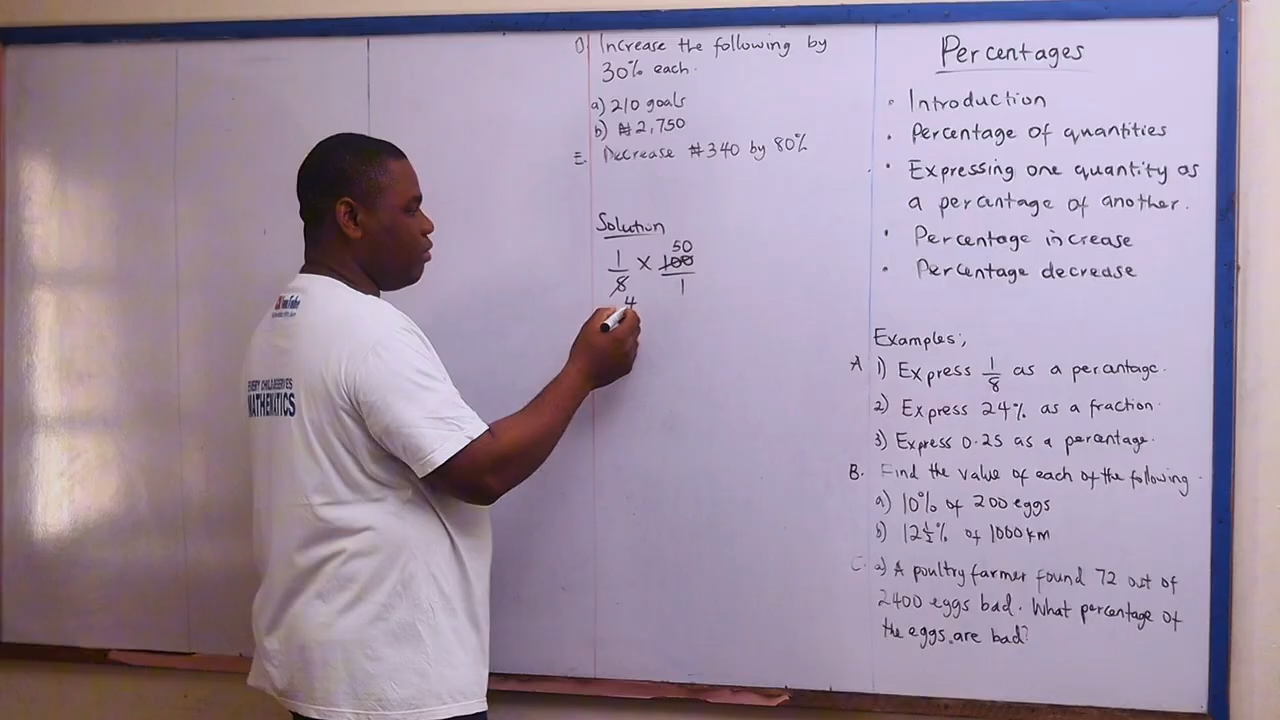 D) Increase the following by
30% each.
a) 210 goals
b) ₦2,750
E. Decrease ₦340 by 80%
Solution
1/8 × 100/1
50
4
Percentages
• Introduction
• Percentage of quantities
• Expressing one quantity as
a percentage of another.
• Percentage increase
• Percentage decrease
Examples;
A 1) Express 1/8 as a percentage.
2) Express 24% as a fraction.
3) Express 0.25 as a percentage.
B. Find the value of each of the following.
a) 10% of 200 eggs
b) 12½% of 1000km
C. a) A poultry farmer found 72 out of
2400 eggs bad. What percentage of
the eggs are bad?
YouTube
EVERY CHILD DESERVES
MATHEMATICS